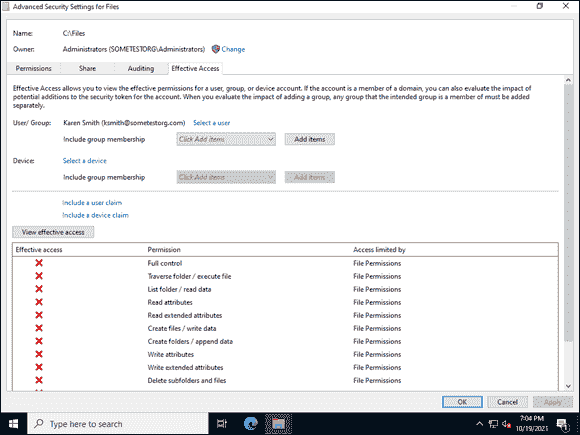 Advanced Security Settings for Files
Name: C:\Files
Owner: Administrators (SOMETESTORG\Administrators) Change
Permissions Share Auditing Effective Access
Effective Access allows you to view the effective permissions for a user, group, or device account. If the account is a member of a domain, you can also evaluate the impact of
potential additions to the security token for the account. When you evaluate the impact of adding a group, any group that the intended group is a member of must be added
separately.
User/ Group: Karen Smith (ksmith@sometestorg.com) Select a user
Include group membership Click Add items Add items
Device: Select a device
Include group membership Click Add items Add items
Include a user claim
Include a device claim
View effective access
Effective access Permission Access limited by
Full control File Permissions
Traverse folder / execute file File Permissions
List folder / read data File Permissions
Read attributes File Permissions
Read extended attributes File Permissions
Create files / write data File Permissions
Create folders / append data File Permissions
Write attributes File Permissions
Write extended attributes File Permissions
Delete subfolders and files File Permissions
OK Cancel Apply
Type here to search
7:04 PM
10/19/2021